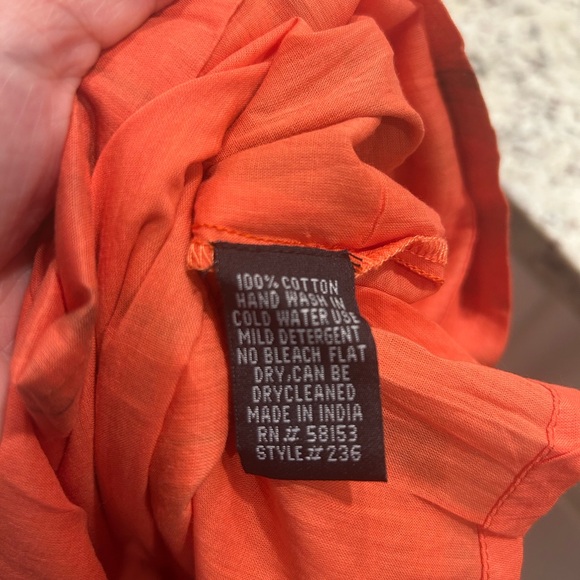 100% COTTON
HAND WASH IN
COLD WATER USE
MILD DETERGENT
NO BLEACH FLAT
DRY,CAN BE
DRYCLEANED
MADE IN INDIA
RN # 58153
STYLE # 236